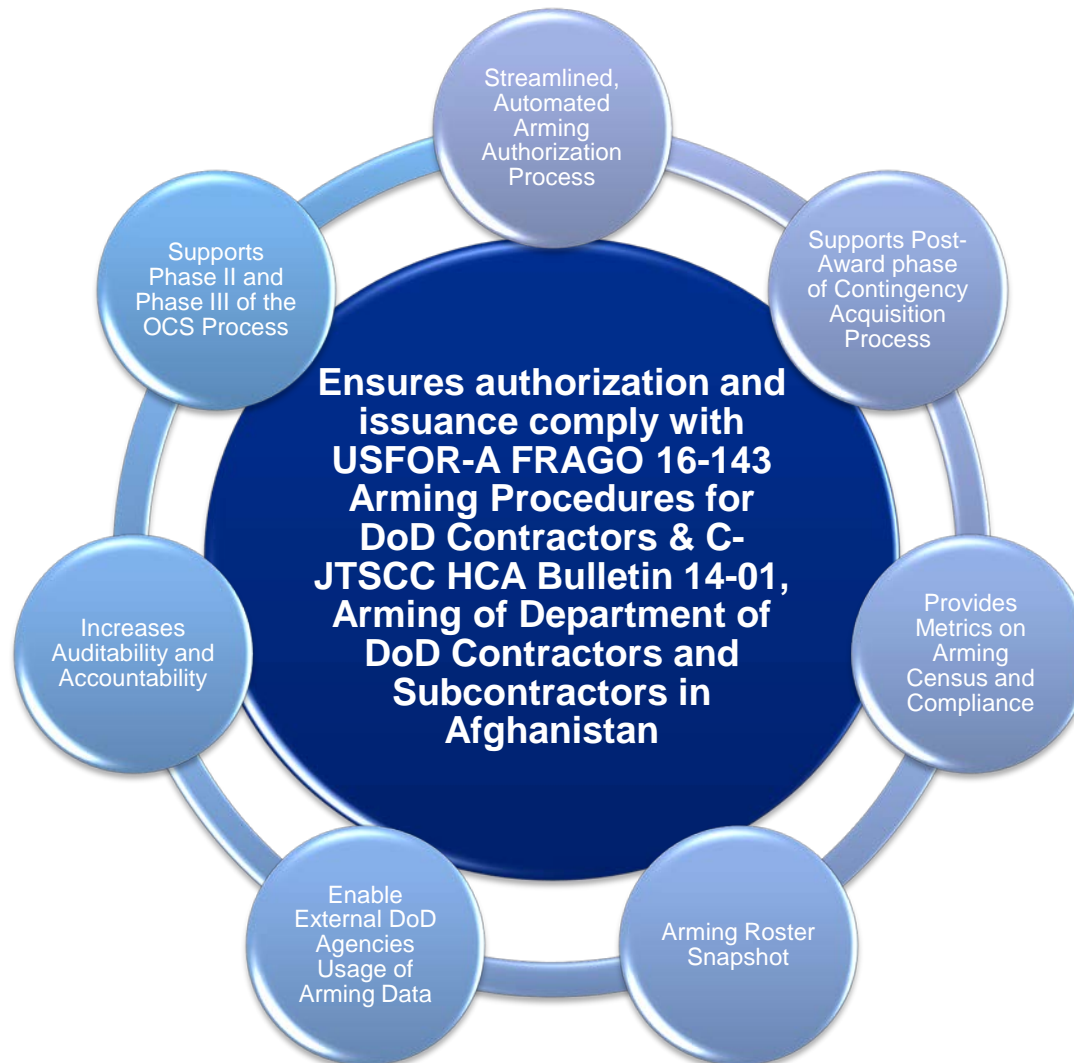 Streamlined,
Automated
Arming
Authorization
Process
Supports Post-
Award phase
of Contingency
Acquisition
Process
Provides
Metrics on
Arming
Census and
Compliance
Arming Roster
Snapshot
Enable
External DoD
Agencies
Usage of
Arming Data
Increases
Auditability and
Accountability
Supports
Phase II and
Phase III of the
OCS Process
Ensures authorization and
issuance comply with
USFOR-A FRAGO 16-143
Arming Procedures for
DoD Contractors & C-
JTSCC HCA Bulletin 14-01,
Arming of Department of
DoD Contractors and
Subcontractors in
Afghanistan